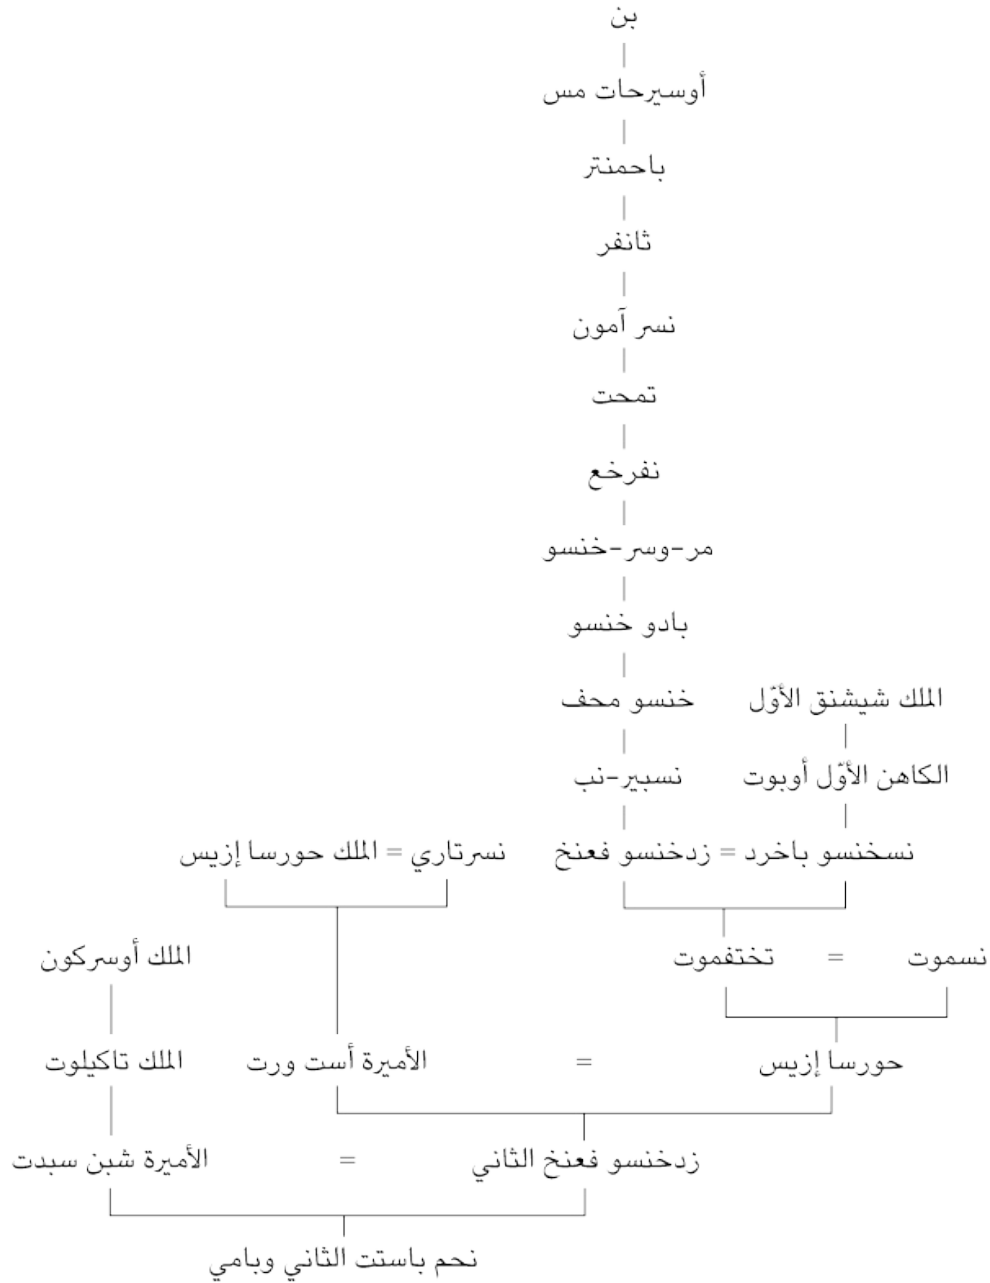 بن
أوسيرحات مس
باحمنتر
ثانفر
نسر آمون
تمحت
نفرخع
مر-وسر-خنسو
بادو خنسو
الملك شيشنق الأوّل خنسو محف
الكاهن الأوّل أوبوت نسبير-نب
نسخنسو باخرد = زدخنسو فعنخ نسرتاري = الملك حورسا إزيس
نسموت = تختفموت الملك أوسركون
حورسا إزيس = الأميرة أست ورت الملك تاكيلوت
زدخنسو فعنخ الثاني = الأميرة شبن سبدت
نحم باستت الثاني وبامي